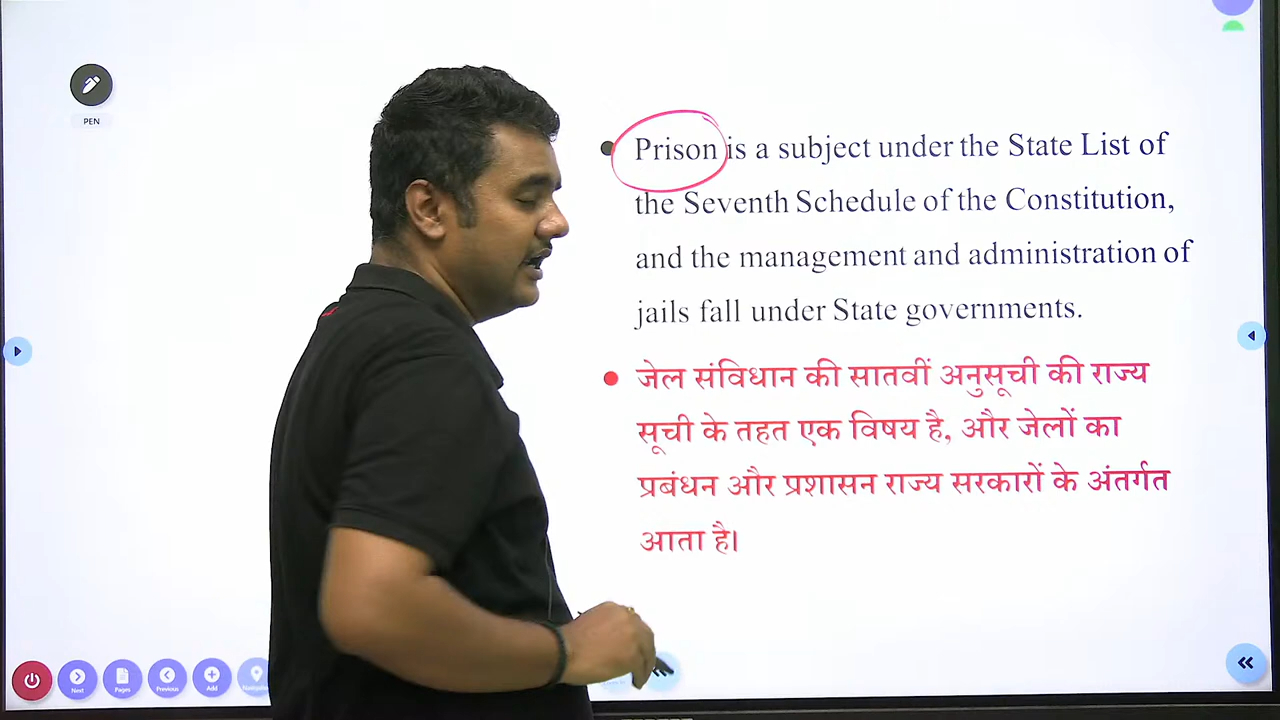 PEN
Prison is a subject under the State List of
the Seventh Schedule of the Constitution,
and the management and administration of
jails fall under State governments.
जेल संविधान की सातवीं अनुसूची की राज्य
सूची के तहत एक विषय है, और जेलों का
प्रबंधन और प्रशासन राज्य सरकारों के अंतर्गत
आता है।
Next Pages Previous Add